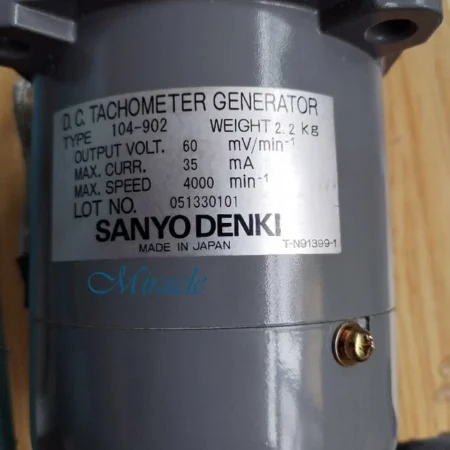 D.C. TACHOMETER GENERATOR
TYPE 104-902 WEIGHT 2.2 kg
OUTPUT VOLT. 60 mV/min⁻¹
MAX. CURR. 35 mA
MAX. SPEED 4000 min⁻¹
LOT NO. 051330101
SANYO DENKI
MADE IN JAPAN T-N91399-1
Miracle